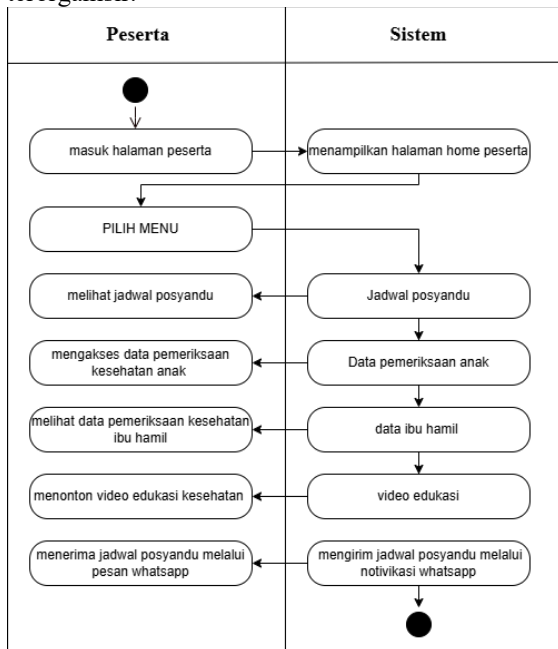 Peserta
Sistem
masuk halaman peserta
menampilkan halaman home peserta
PILIH MENU
melihat jadwal posyandu
Jadwal posyandu
mengakses data pemeriksaan
kesehatan anak
Data pemeriksaan anak
melihat data pemeriksaan kesehatan
ibu hamil
data ibu hamil
menonton video edukasi kesehatan
video edukasi
menerima jadwal posyandu melalui
pesan whatsapp
mengirim jadwal posyandu melalui
notivikasi whatsapp